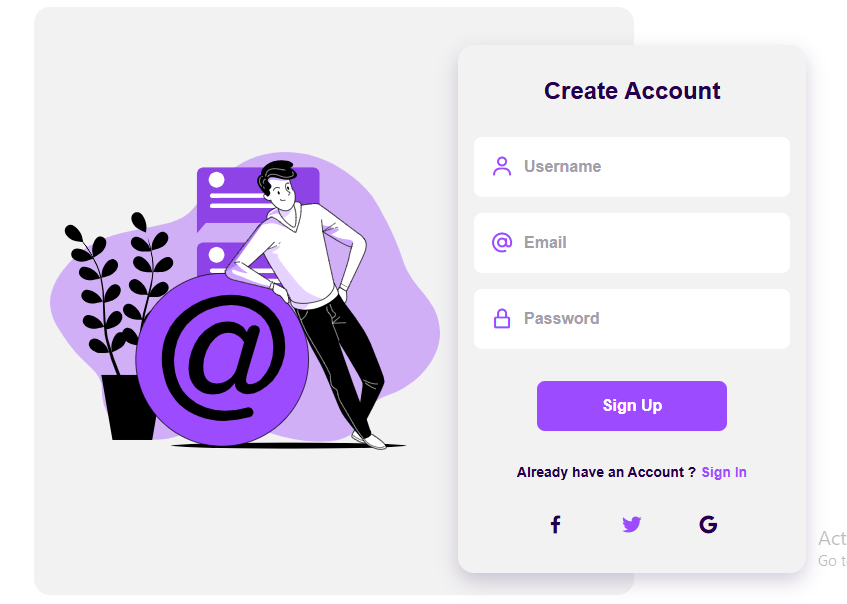 Create Account
Username
@ Email
Password
@
Sign Up
Already have an Account ? Sign In
f G
Act
Go t